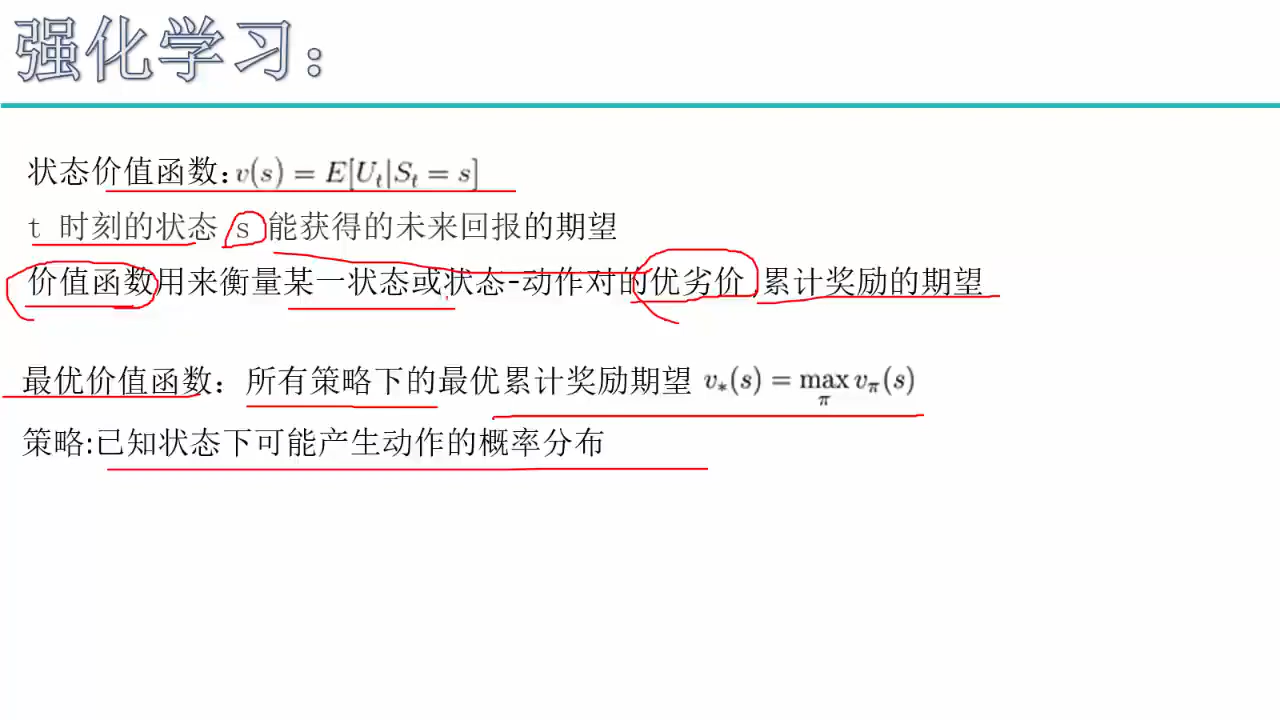 强化学习:
状态价值函数:v(s) = E[U_t|S_t = s]
t 时刻的状态 s 能获得的未来回报的期望
价值函数用来衡量某一状态或状态-动作对的优劣价,累计奖励的期望
最优价值函数:所有策略下的最优累计奖励期望 v_*(s) = max_π v_π(s)
策略:已知状态下可能产生动作的概率分布